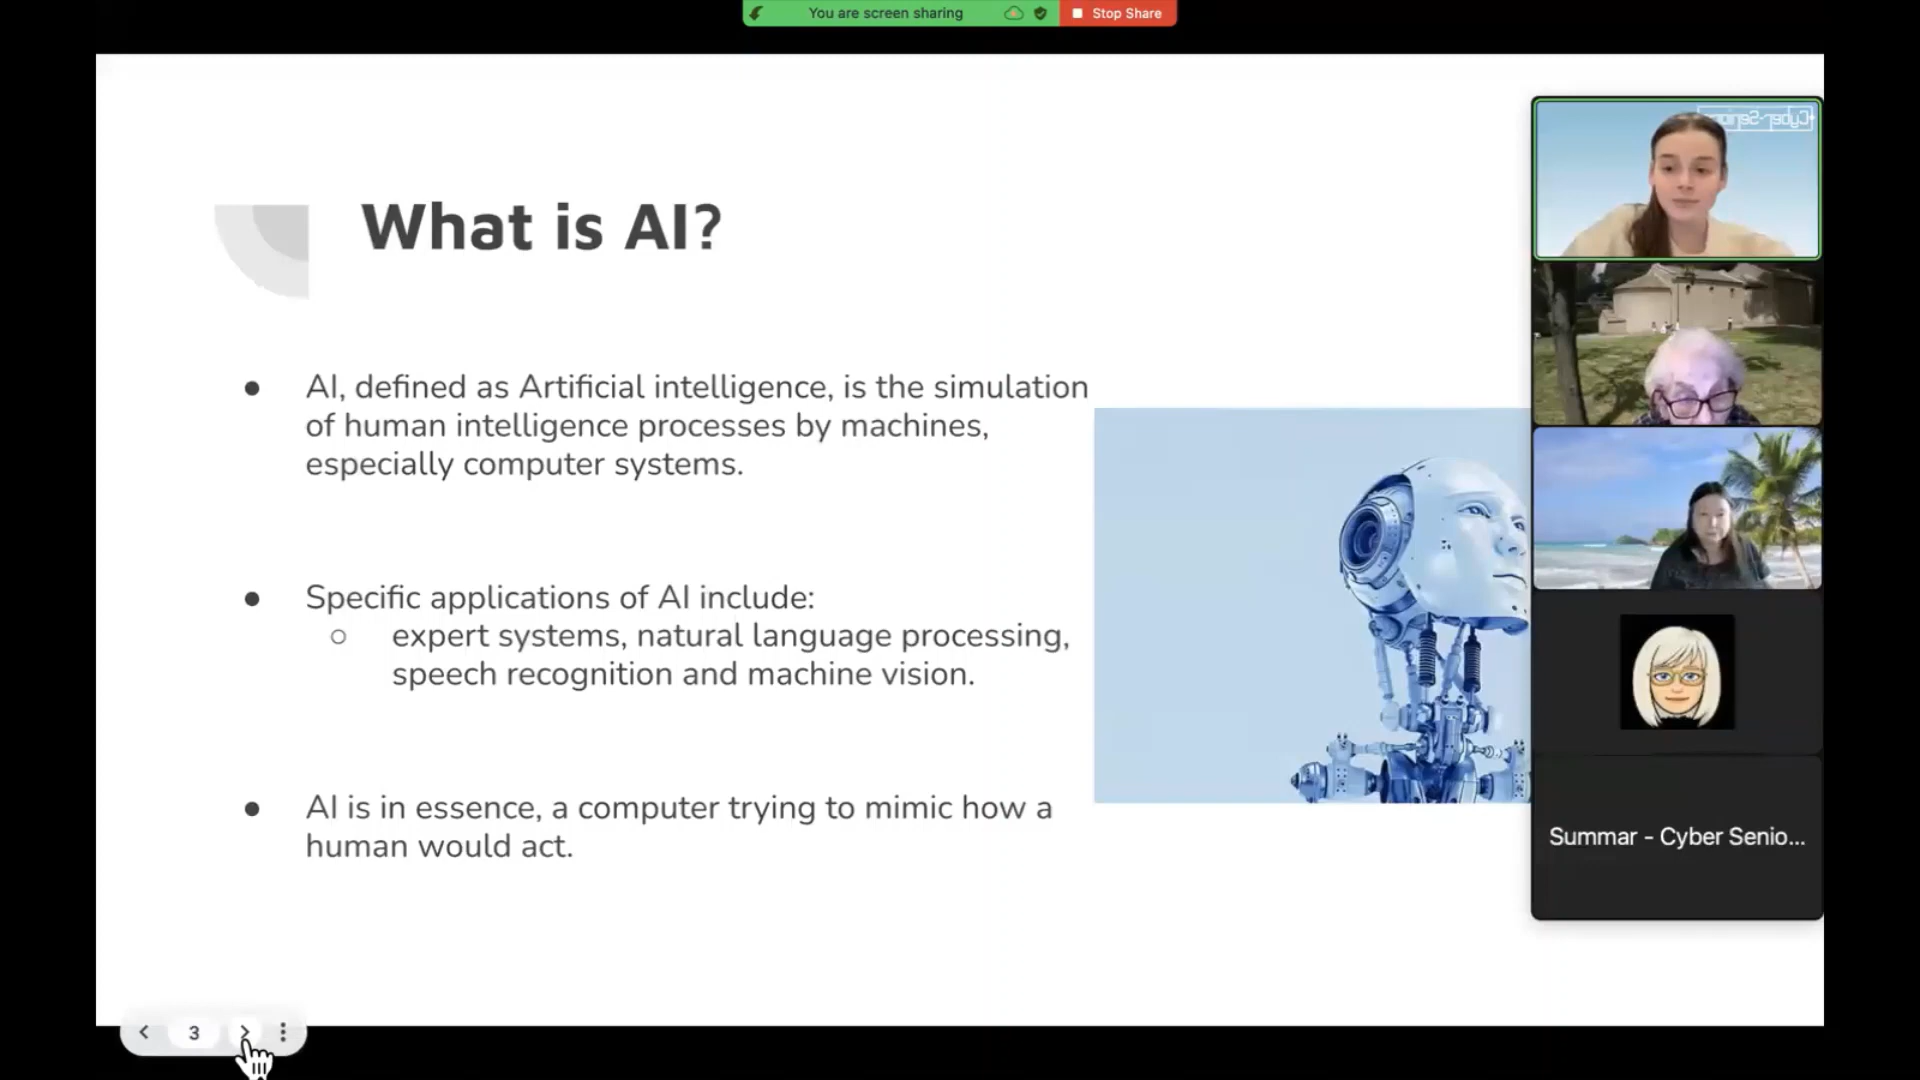 You are screen sharing
Stop Share
Cyber-Seniors
What is AI?
● AI, defined as Artificial intelligence, is the simulation
of human intelligence processes by machines,
especially computer systems.
● Specific applications of AI include:
○ expert systems, natural language processing,
speech recognition and machine vision.
● AI is in essence, a computer trying to mimic how a
human would act.
Summar - Cyber Senio...
3